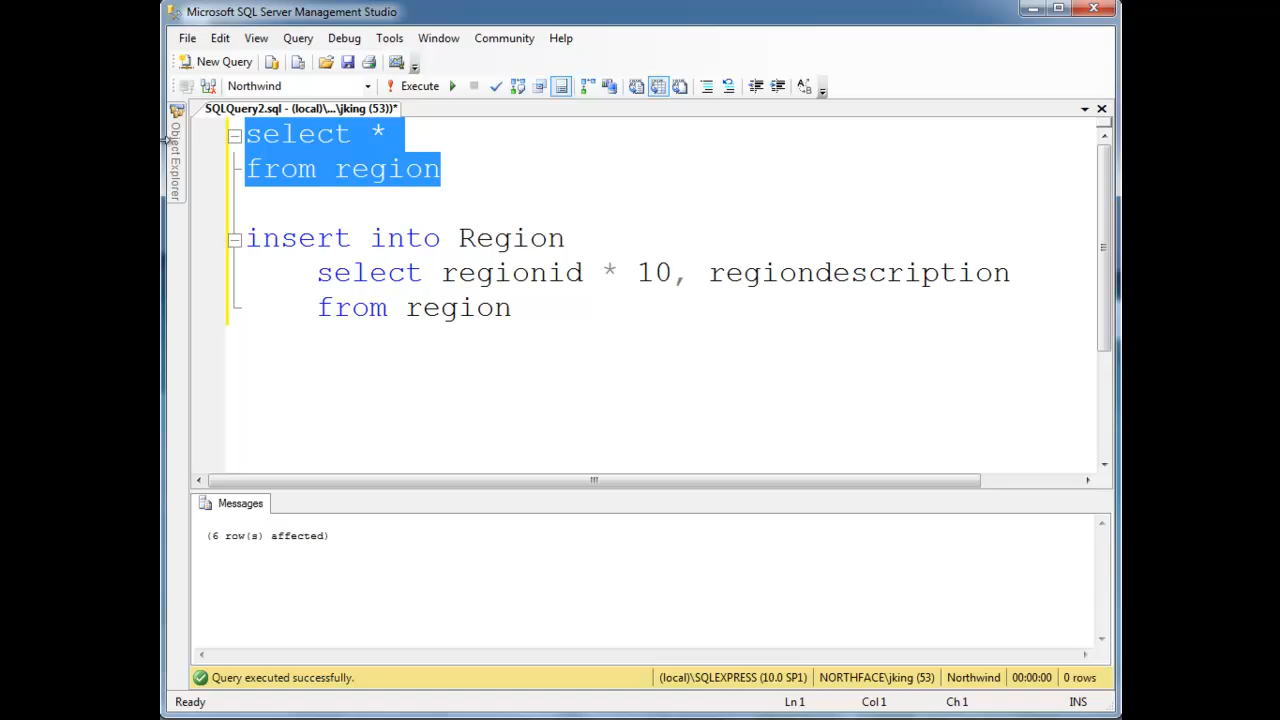 Microsoft SQL Server Management Studio
File Edit View Query Debug Tools Window Community Help
New Query
Northwind Execute
SQLQuery2.sql - (local)\...\jking (53))*
Object Explorer
select *
from region
insert into Region
select regionid * 10, regiondescription
from region
Messages
(6 row(s) affected)
Query executed successfully. (local)\SQLEXPRESS (10.0 SP1) NORTHFACE\jking (53) Northwind 00:00:00 0 rows
Ready Ln 1 Col 1 Ch 1 INS